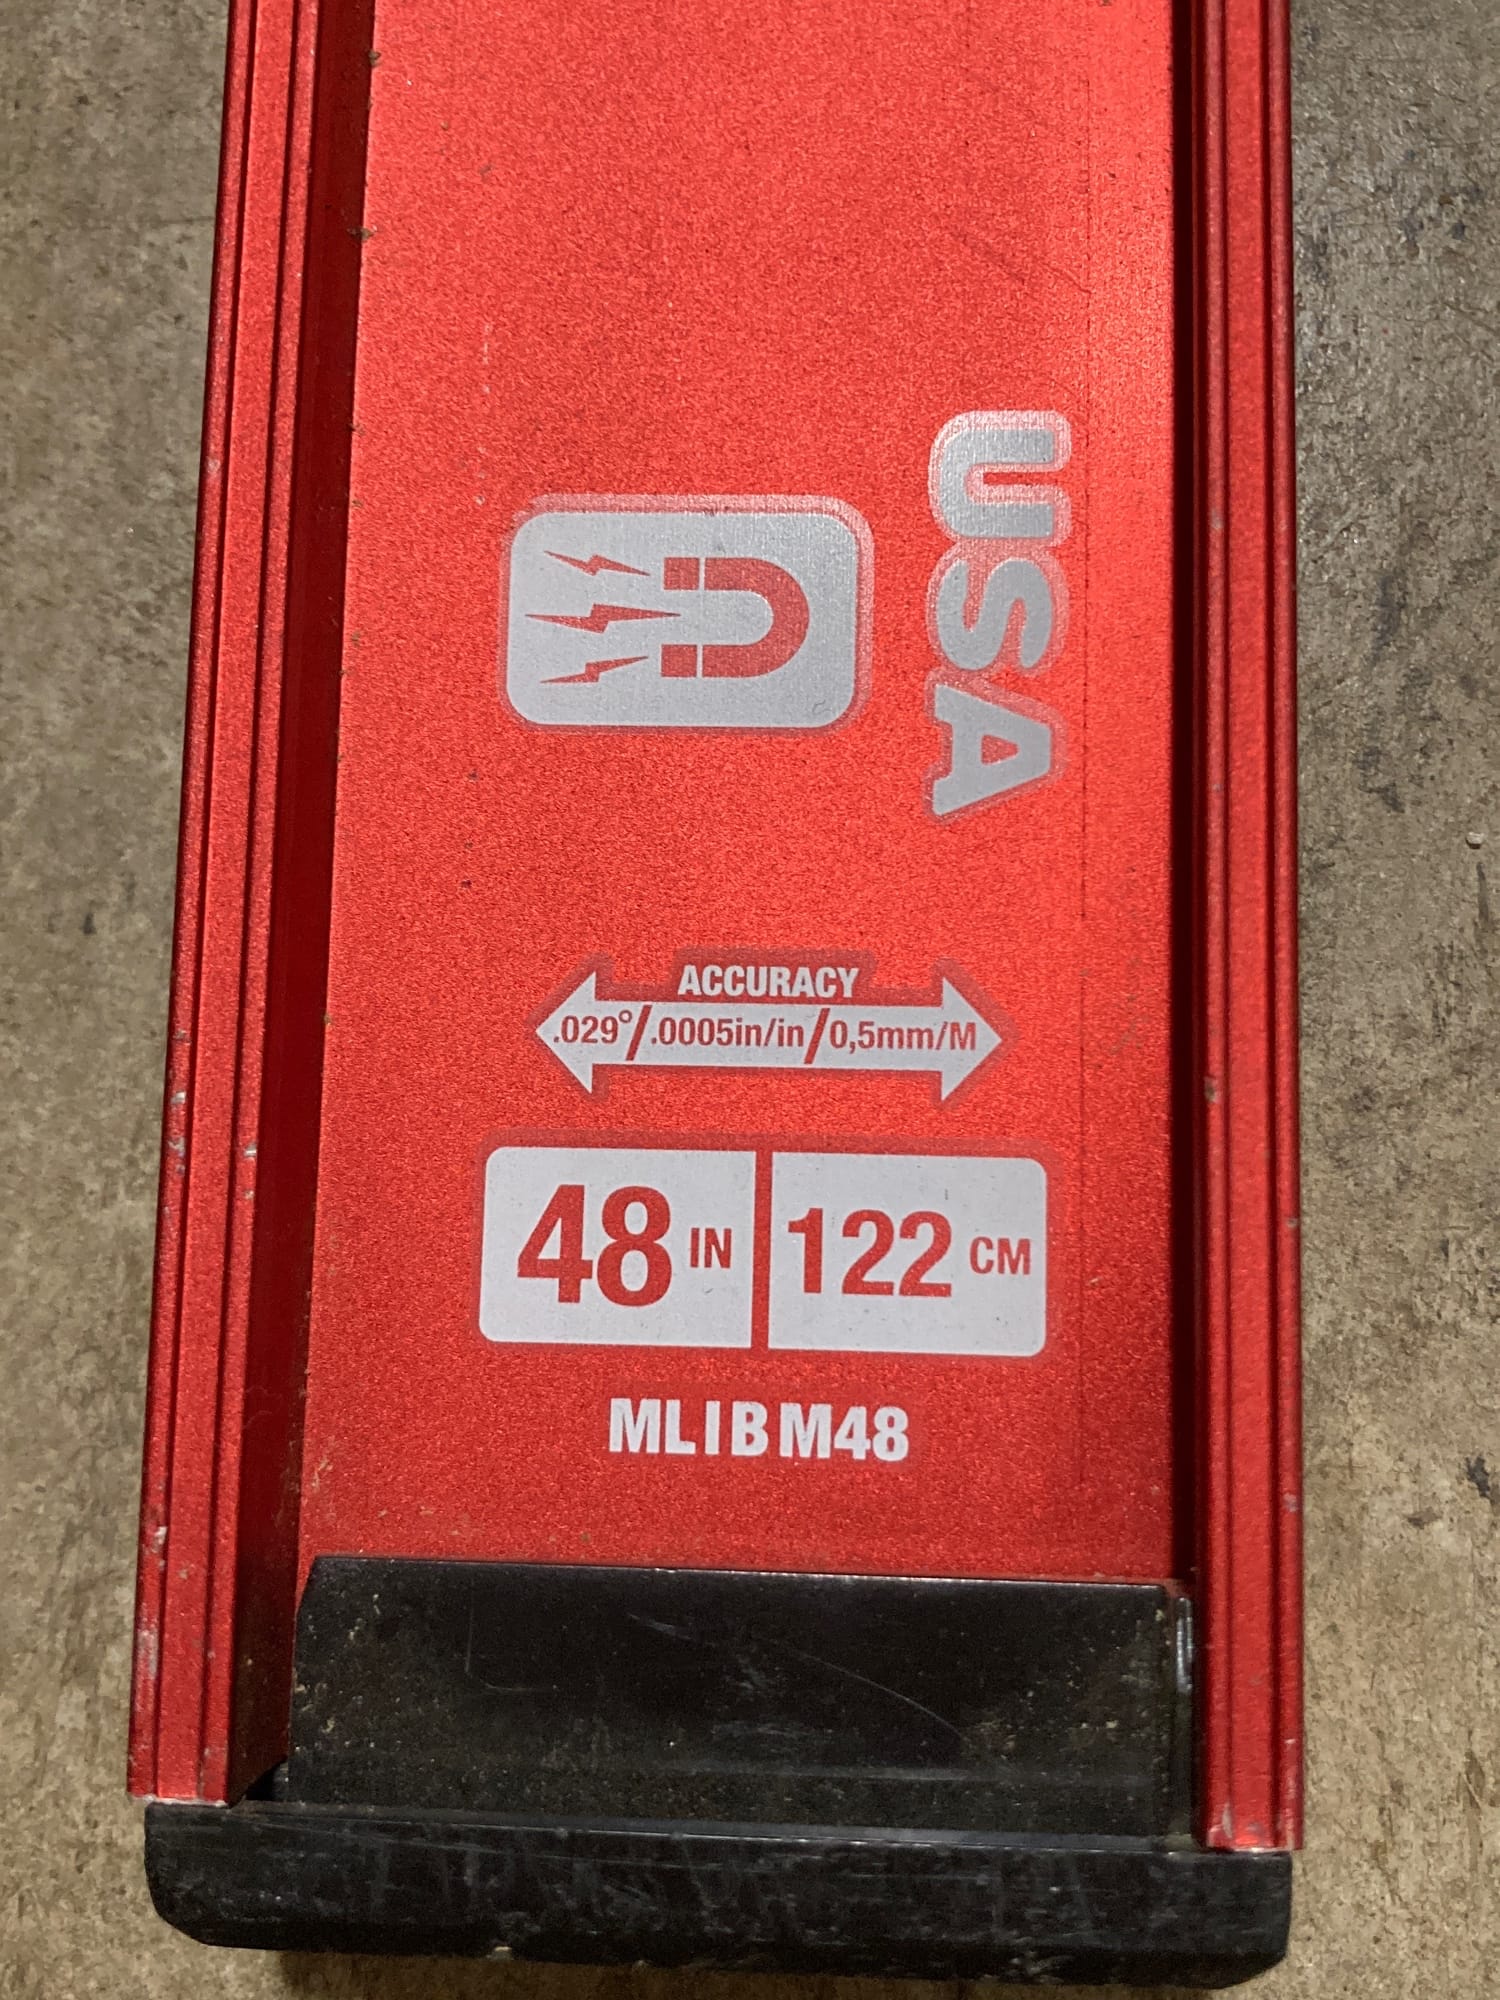 USA
ACCURACY
.029°/.0005in/in/0,5mm/M
48 IN 122 CM
MLIBM48